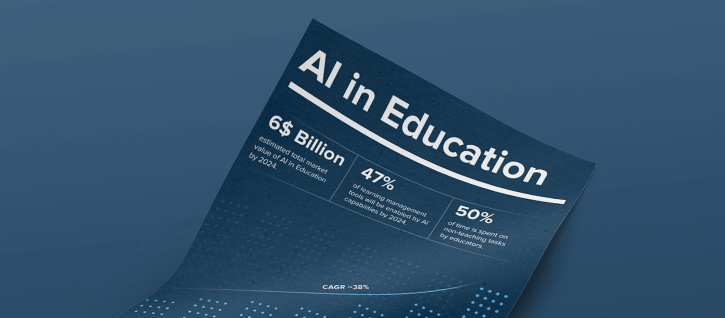 AI in Education
6$ Billion
estimated total market
value of AI in Education
by 2024.
47%
of learning management
tools will be enabled by AI
capabilities by 2024.
50%
of time is spent on
non-teaching tasks
by educators.
CAGR ~38%